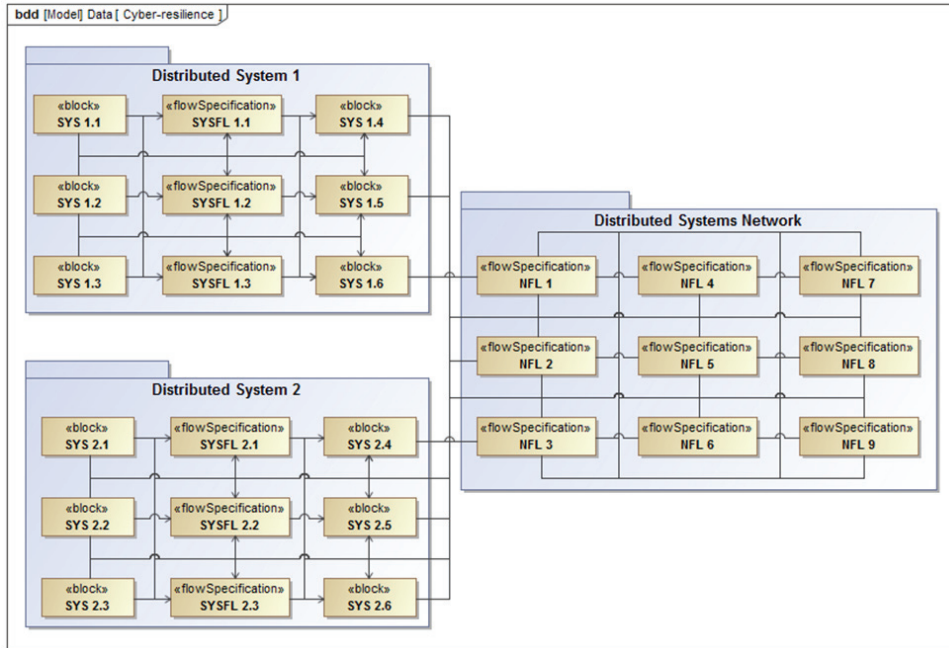 bdd [Model] Data [ Cyber-resilience ]
Distributed System 1
«block»
SYS 1.1
«flowSpecification»
SYSFL 1.1
«block»
SYS 1.4
«block»
SYS 1.2
«flowSpecification»
SYSFL 1.2
«block»
SYS 1.5
«block»
SYS 1.3
«flowSpecification»
SYSFL 1.3
«block»
SYS 1.6
Distributed System 2
«block»
SYS 2.1
«flowSpecification»
SYSFL 2.1
«block»
SYS 2.4
«block»
SYS 2.2
«flowSpecification»
SYSFL 2.2
«block»
SYS 2.5
«block»
SYS 2.3
«flowSpecification»
SYSFL 2.3
«block»
SYS 2.6
Distributed Systems Network
«flowSpecification»
NFL 1
«flowSpecification»
NFL 4
«flowSpecification»
NFL 7
«flowSpecification»
NFL 2
«flowSpecification»
NFL 5
«flowSpecification»
NFL 8
«flowSpecification»
NFL 3
«flowSpecification»
NFL 6
«flowSpecification»
NFL 9